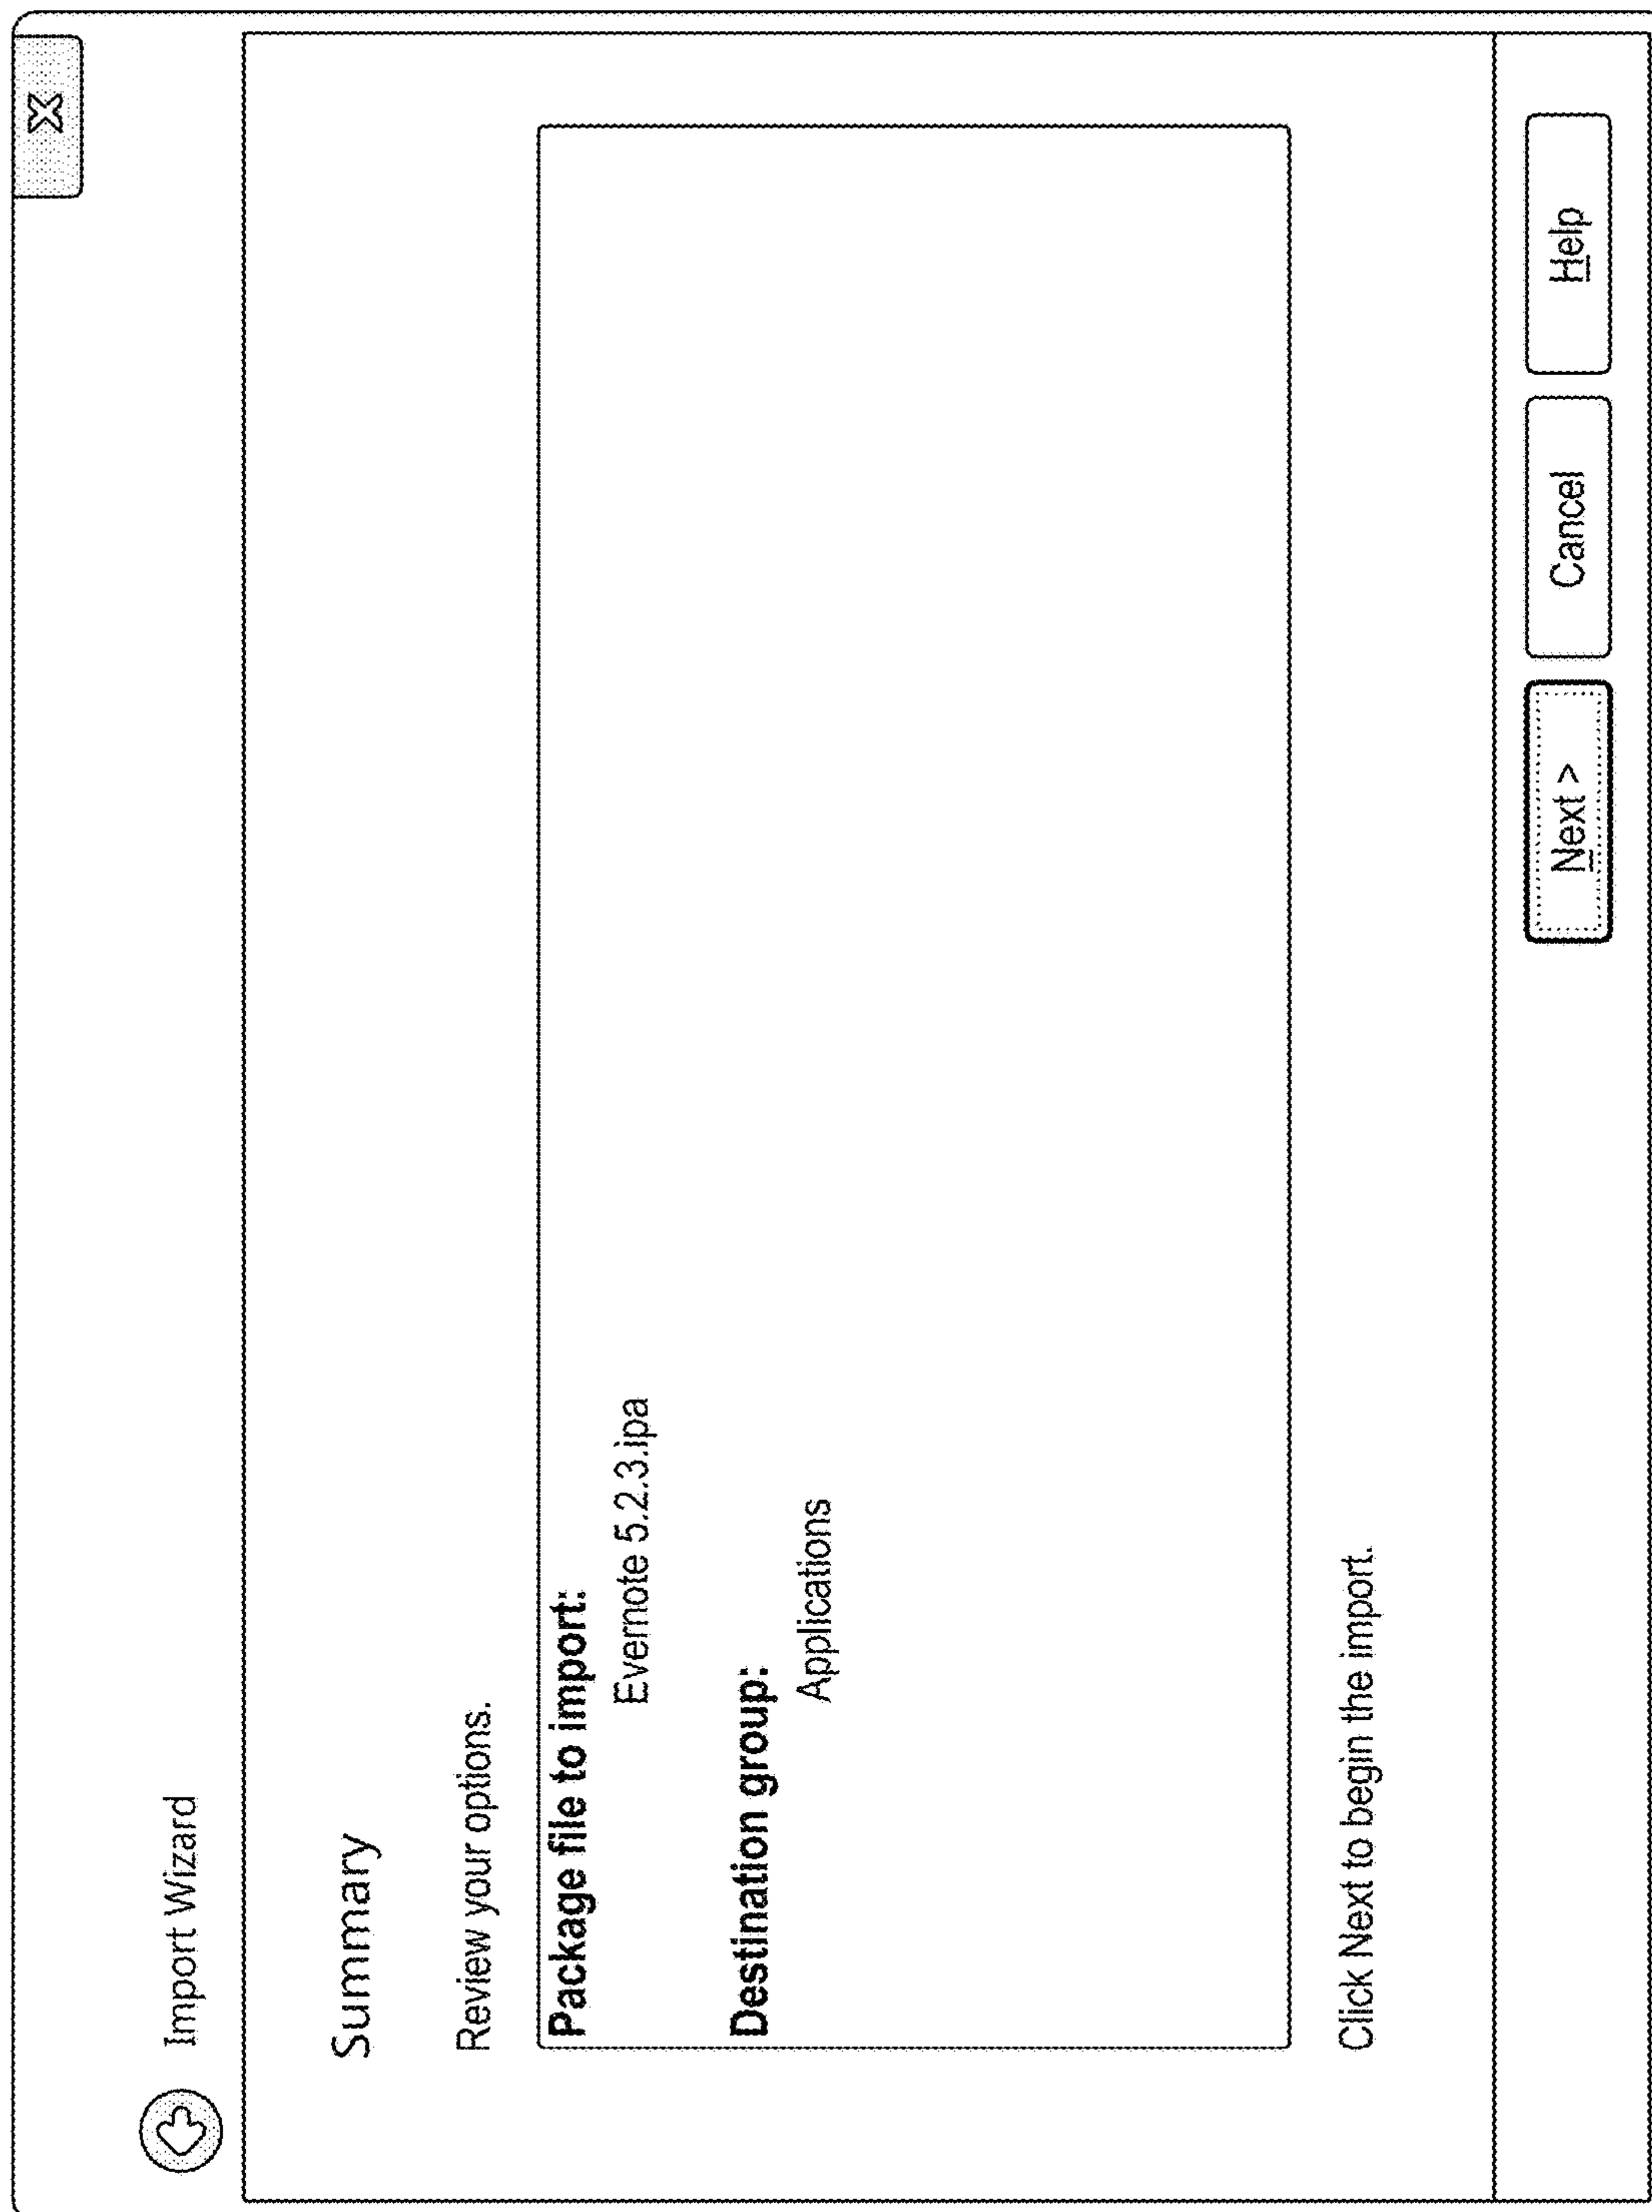 Import Wizard
Summary
Review your options.
Package file to import:
Evernote 5.2.3.ipa
Destination group:
Applications
Click Next to begin the import.
Next >
Cancel
Help